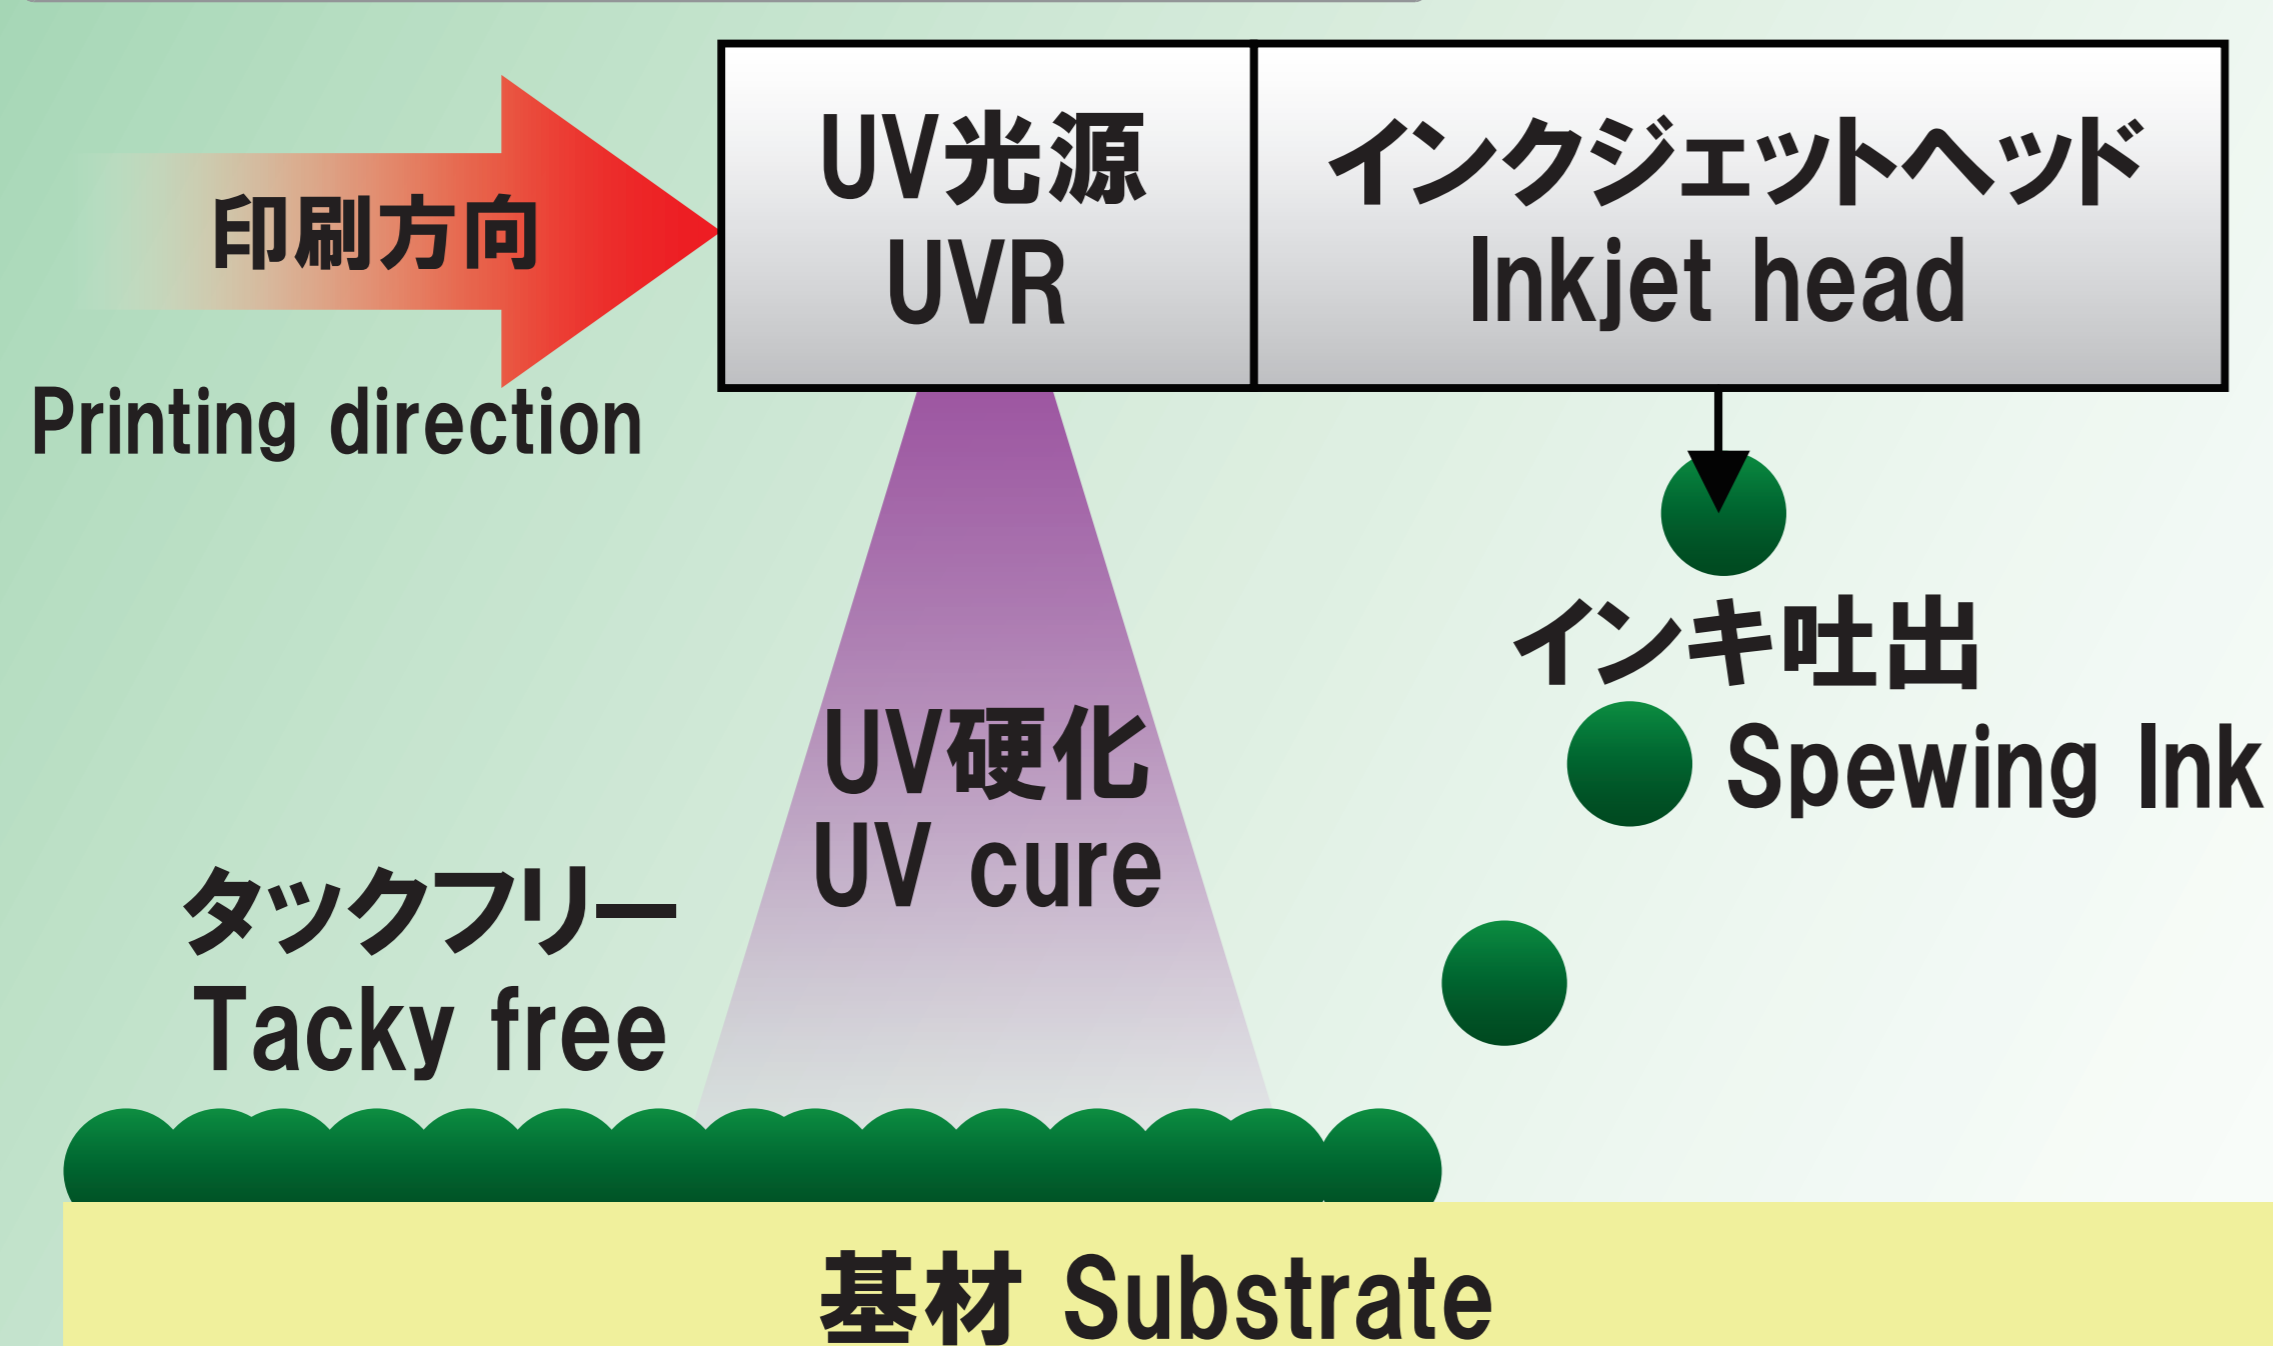 印刷方向
Printing direction
UV光源
UVR
インクジェットヘッド
Inkjet head
インキ吐出
Spewing Ink
UV硬化
UV cure
タックフリー
Tacky free
基材 Substrate